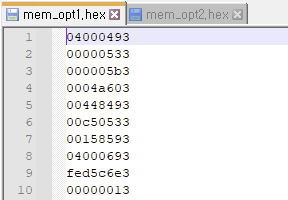 mem_opt1.hex mem_opt2.hex
1 04000493
2 00000533
3 000005b3
4 0004a603
5 00448493
6 00c50533
7 00158593
8 04000693
9 fed5c6e3
10 00000013